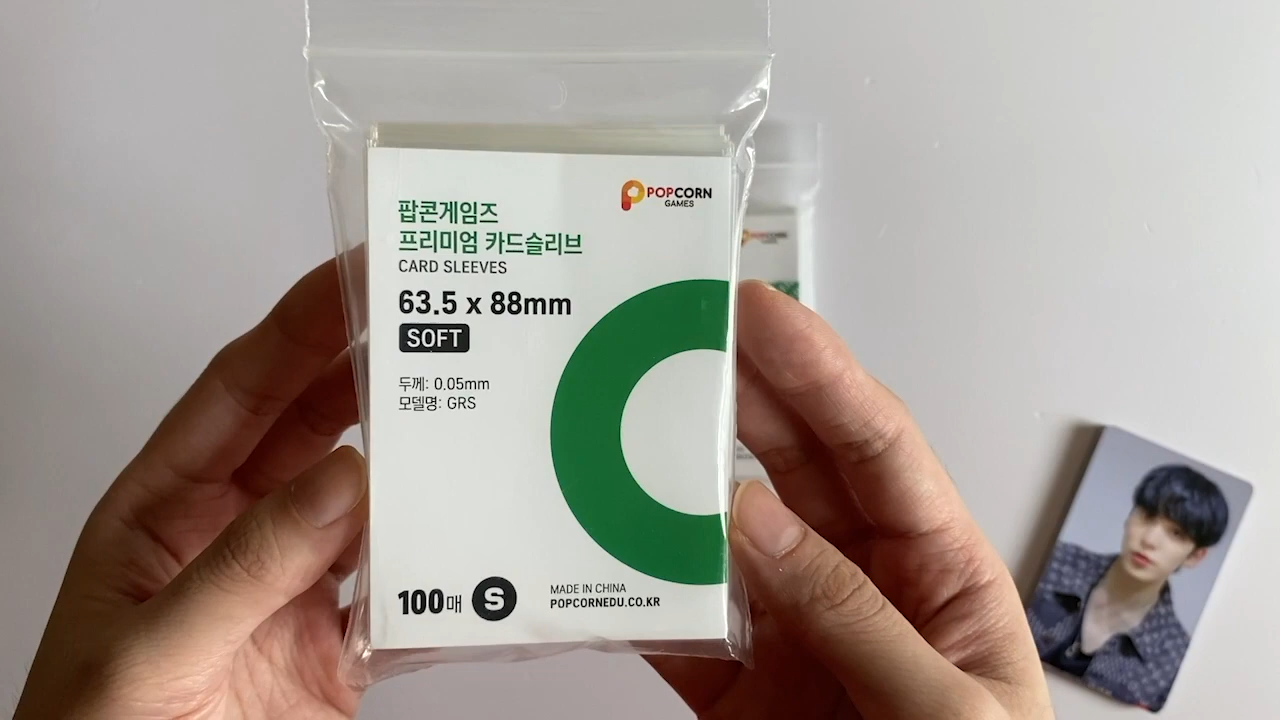 POPCORN
GAMES
팝콘게임즈
프리미엄 카드슬리브
CARD SLEEVES
63.5 x 88mm
SOFT
두께: 0.05mm
모델명: GRS
100매 S
MADE IN CHINA
POPCORNEDU.CO.KR